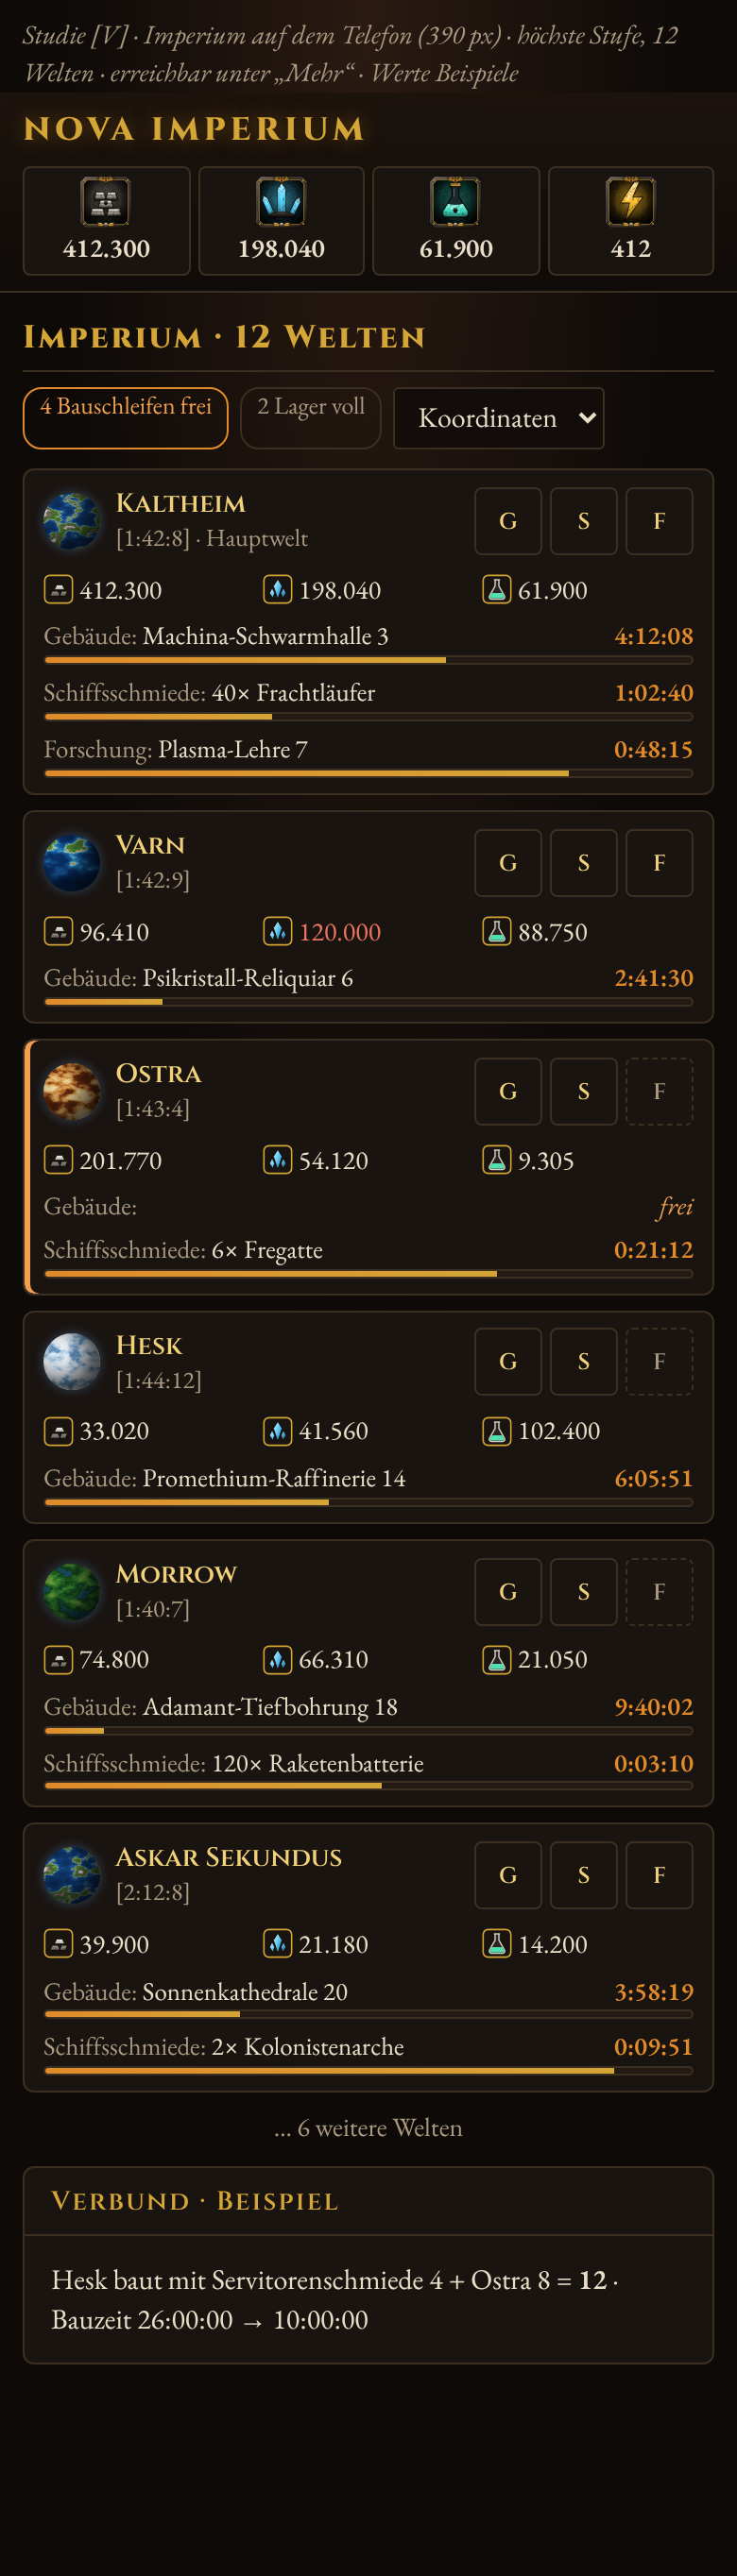 Studie [V] · Imperium auf dem Telefon (390 px) · höchste Stufe, 12
Welten · erreichbar unter „Mehr“ · Werte Beispiele
NOVA IMPERIUM
412.300 198.040 61.900 412
Imperium · 12 Welten
4 Bauschleifen frei 2 Lager voll Koordinaten
Kaltheim G S F
[1:42:8] · Hauptwelt
412.300 198.040 61.900
Gebäude: Machina-Schwarmhalle 3 4:12:08
Schiffsschmiede: 40× Frachtläufer 1:02:40
Forschung: Plasma-Lehre 7 0:48:15
Varn G S F
[1:42:9]
96.410 120.000 88.750
Gebäude: Psikristall-Reliquiar 6 2:41:30
Ostra G S F
[1:43:4]
201.770 54.120 9.305
Gebäude: frei
Schiffsschmiede: 6× Fregatte 0:21:12
Hesk G S F
[1:44:12]
33.020 41.560 102.400
Gebäude: Promethium-Raffinerie 14 6:05:51
Morrow G S F
[1:40:7]
74.800 66.310 21.050
Gebäude: Adamant-Tiefbohrung 18 9:40:02
Schiffsschmiede: 120× Raketenbatterie 0:03:10
Askar Sekundus G S F
[2:12:8]
39.900 21.180 14.200
Gebäude: Sonnenkathedrale 20 3:58:19
Schiffsschmiede: 2× Kolonistenarche 0:09:51
... 6 weitere Welten
Verbund · Beispiel
Hesk baut mit Servitorenschmiede 4 + Ostra 8 = 12 ·
Bauzeit 26:00:00 → 10:00:00